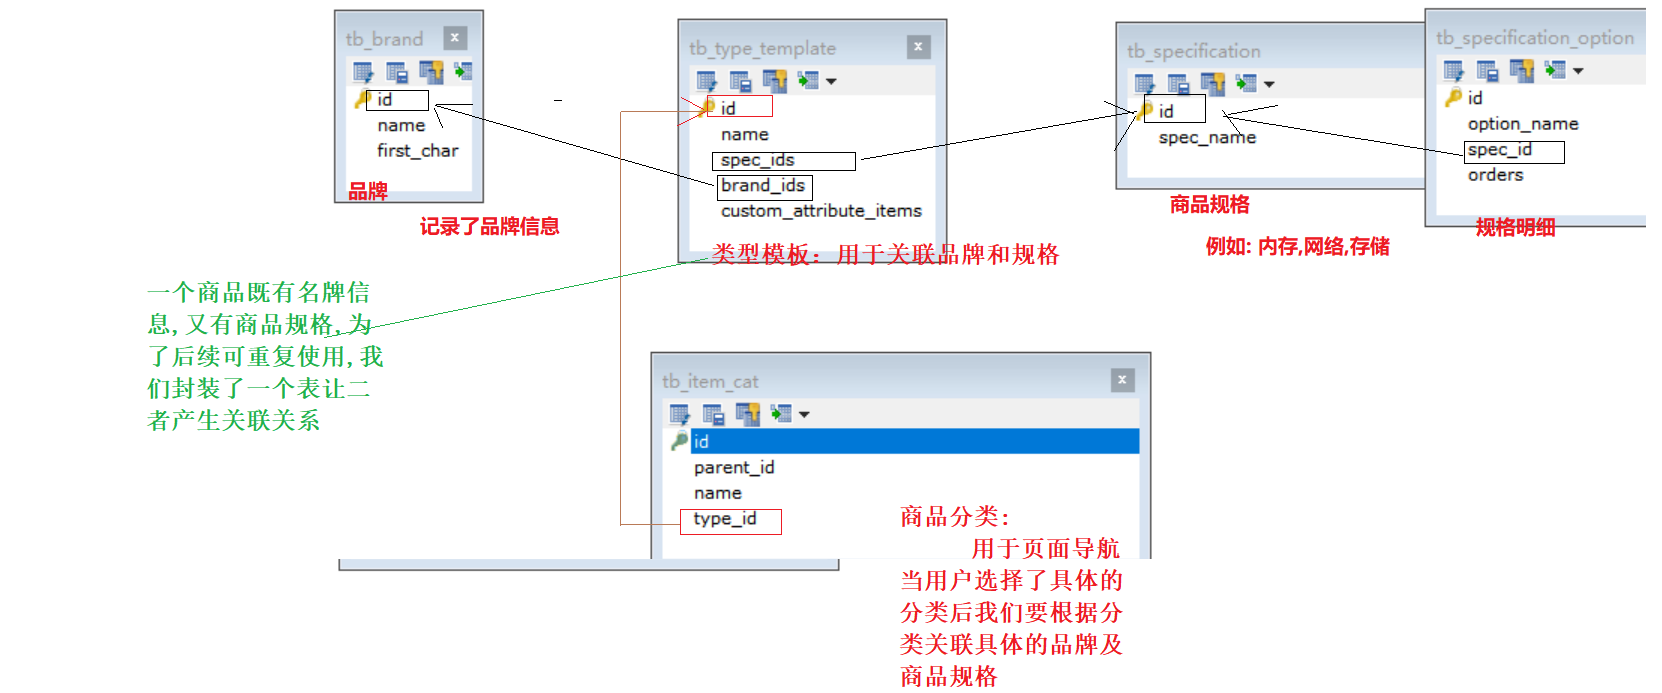 tb_brand
id
name
first_char
品牌
记录了品牌信息
tb_type_template
id
name
spec_ids
brand_ids
custom_attribute_items
类型模板：用于关联品牌和规格
tb_specification
id
spec_name
商品规格
例如: 内存,网络,存储
tb_specification_option
id
option_name
spec_id
orders
规格明细
一个商品既有名牌信
息,又有商品规格,为
了后续可重复使用,我
们封装了一个表让二
者产生关联关系
tb_item_cat
id
parent_id
name
type_id
商品分类:
用于页面导航
当用户选择了具体的
分类后我们要根据分
类关联具体的品牌及
商品规格